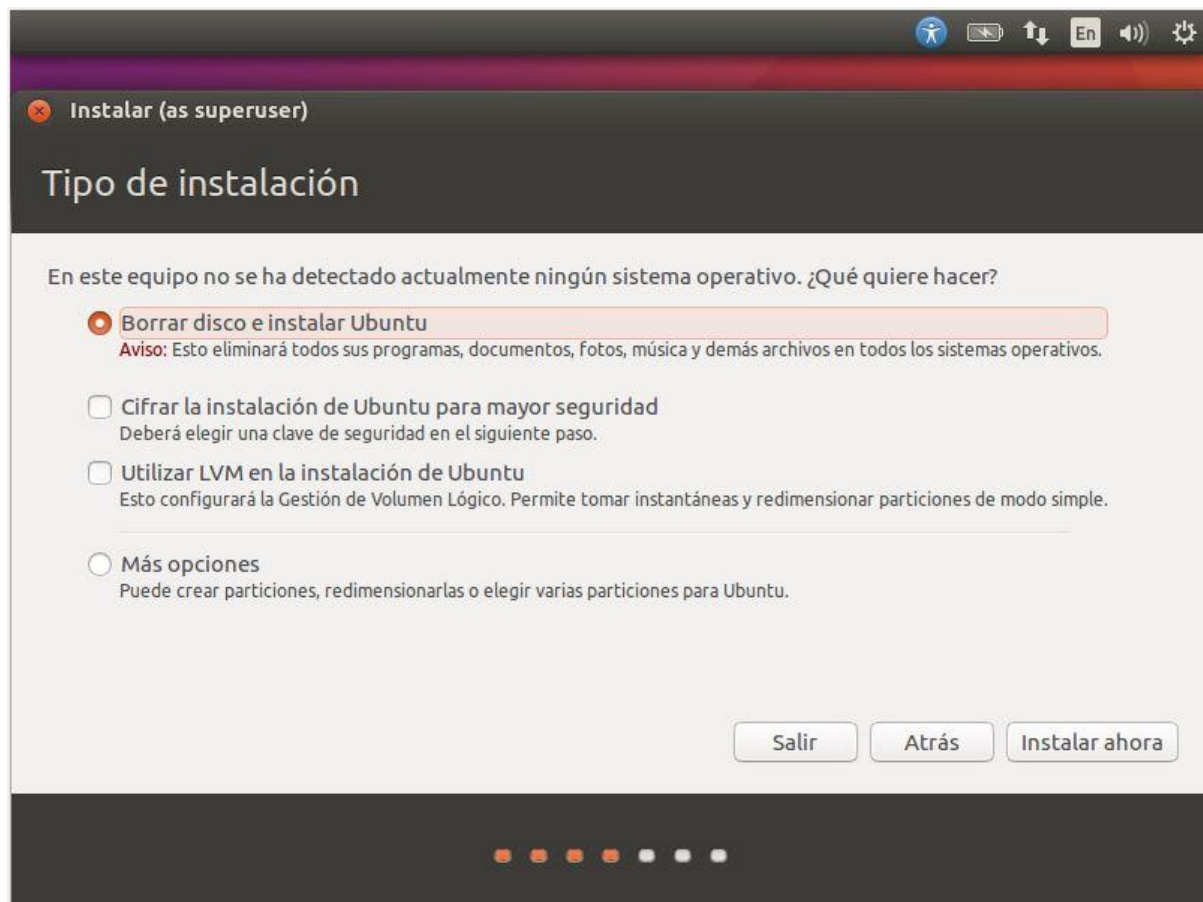 En
Instalar (as superuser)
Tipo de instalación
En este equipo no se ha detectado actualmente ningún sistema operativo. ¿Qué quiere hacer?
Borrar disco e instalar Ubuntu
Aviso: Esto eliminará todos sus programas, documentos, fotos, música y demás archivos en todos los sistemas operativos.
Cifrar la instalación de Ubuntu para mayor seguridad
Deberá elegir una clave de seguridad en el siguiente paso.
Utilizar LVM en la instalación de Ubuntu
Esto configurará la Gestión de Volumen Lógico. Permite tomar instantáneas y redimensionar particiones de modo simple.
Más opciones
Puede crear particiones, redimensionarlas o elegir varias particiones para Ubuntu.
Salir Atrás Instalar ahora